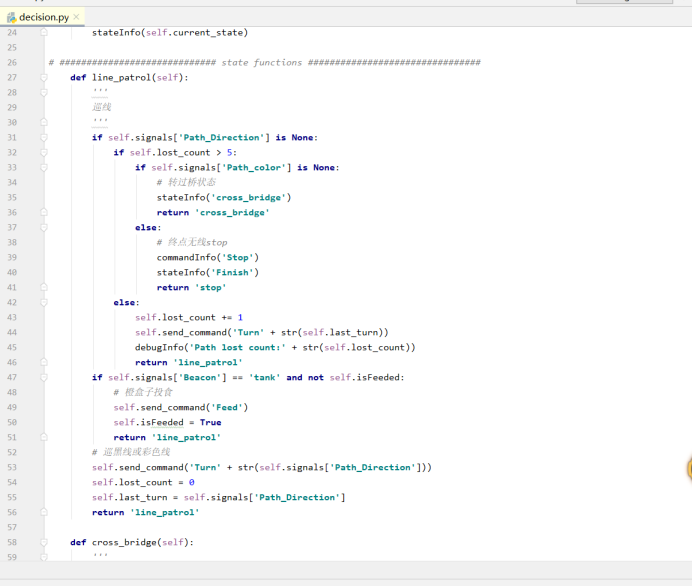 decision.py
24 stateInfo(self.current_state)
25
26 # ############################# state functions ################################
27 def line_patrol(self):
28 '''
29 巡线
30 '''
31 if self.signals['Path_Direction'] is None:
32 if self.lost_count > 5:
33 if self.signals['Path_color'] is None:
34 # 转过桥状态
35 stateInfo('cross_bridge')
36 return 'cross_bridge'
37 else:
38 # 终点无线stop
39 commandInfo('Stop')
40 stateInfo('Finish')
41 return 'stop'
42 else:
43 self.lost_count += 1
44 self.send_command('Turn' + str(self.last_turn))
45 debugInfo('Path lost count:' + str(self.lost_count))
46 return 'line_patrol'
47 if self.signals['Beacon'] == 'tank' and not self.isFeeded:
48 # 橙盒子投食
49 self.send_command('Feed')
50 self.isFeeded = True
51 return 'line_patrol'
52 # 巡黑线或彩色线
53 self.send_command('Turn' + str(self.signals['Path_Direction']))
54 self.lost_count = 0
55 self.last_turn = self.signals['Path_Direction']
56 return 'line_patrol'
57
58 def cross_bridge(self):
59 '''